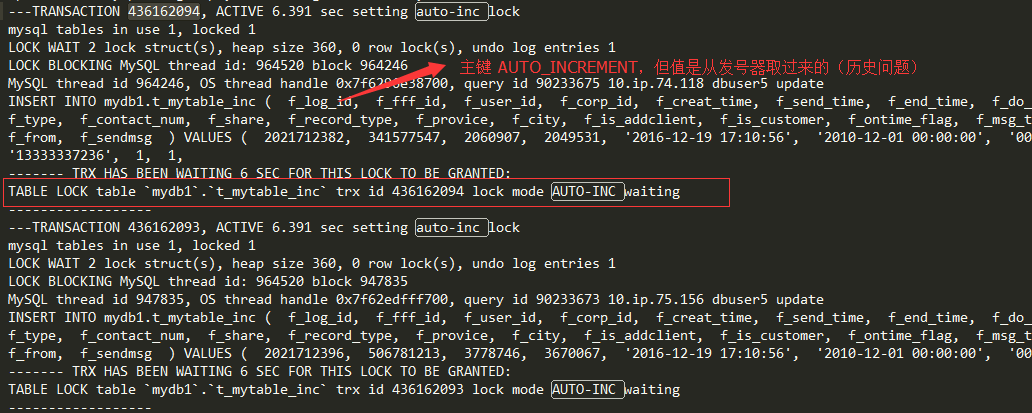 ---TRANSACTION 436162094, ACTIVE 6.391 sec setting auto-inc lock
mysql tables in use 1, locked 1
LOCK WAIT 2 lock struct(s), heap size 360, 0 row lock(s), undo log entries 1
LOCK BLOCKING MySQL thread id: 964520 block 964246
主键 AUTO_INCREMENT，但值是从发号器取过来的（历史问题）
MySQL thread id 964246, OS thread handle 0x7f6290e38700, query id 90233675 10.ip.74.118 dbuser5 update
INSERT INTO mydb1.t_mytable_inc ( f_log_id, f_fff_id, f_user_id, f_corp_id, f_creat_time, f_send_time, f_end_time, f_do_
f_type, f_contact_num, f_share, f_record_type, f_provice, f_city, f_is_addclient, f_is_customer, f_ontime_flag, f_msg_t
f_from, f_sendmsg ) VALUES ( 2021712382, 341577547, 2060907, 2049531, '2016-12-19 17:10:56', '2010-12-01 00:00:00', '00
'13333337236', 1, 1,
------- TRX HAS BEEN WAITING 6 SEC FOR THIS LOCK TO BE GRANTED:
TABLE LOCK table `mydb1`.`t_mytable_inc` trx id 436162094 lock mode AUTO-INC waiting
------------------
---TRANSACTION 436162093, ACTIVE 6.391 sec setting auto-inc lock
mysql tables in use 1, locked 1
LOCK WAIT 2 lock struct(s), heap size 360, 0 row lock(s), undo log entries 1
LOCK BLOCKING MySQL thread id: 964520 block 947835
MySQL thread id 947835, OS thread handle 0x7f62edfff700, query id 90233673 10.ip.75.156 dbuser5 update
INSERT INTO mydb1.t_mytable_inc ( f_log_id, f_fff_id, f_user_id, f_corp_id, f_creat_time, f_send_time, f_end_time, f_do_
f_type, f_contact_num, f_share, f_record_type, f_provice, f_city, f_is_addclient, f_is_customer, f_ontime_flag, f_msg_t
f_from, f_sendmsg ) VALUES ( 2021712396, 506781213, 3778746, 3670067, '2016-12-19 17:10:56', '2010-12-01 00:00:00', '00
------- TRX HAS BEEN WAITING 6 SEC FOR THIS LOCK TO BE GRANTED:
TABLE LOCK table `mydb1`.`t_mytable_inc` trx id 436162093 lock mode AUTO-INC waiting
------------------